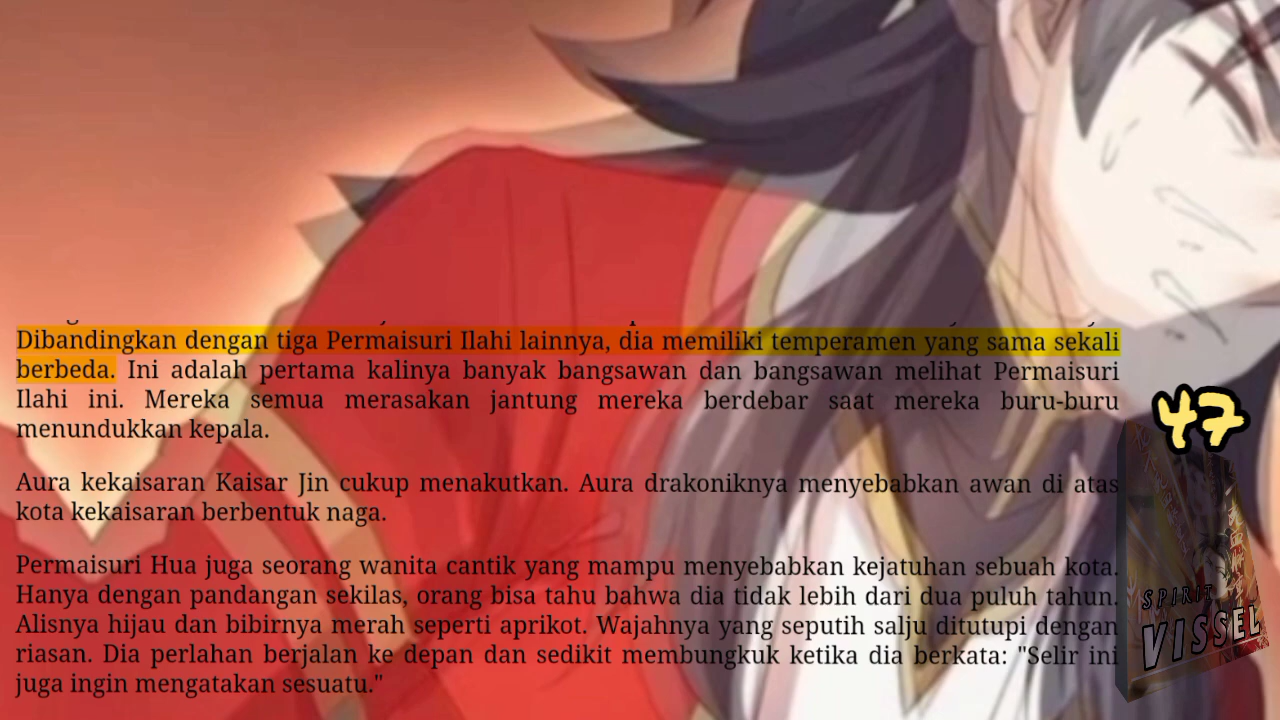 Dibandingkan dengan tiga Permaisuri Ilahi lainnya, dia memiliki temperamen yang sama sekali
berbeda. Ini adalah pertama kalinya banyak bangsawan dan bangsawan melihat Permaisuri
Ilahi ini. Mereka semua merasakan jantung mereka berdebar saat mereka buru-buru
menundukkan kepala.
Aura kekaisaran Kaisar Jin cukup menakutkan. Aura drakoniknya menyebabkan awan di atas
kota kekaisaran berbentuk naga.
Permaisuri Hua juga seorang wanita cantik yang mampu menyebabkan kejatuhan sebuah kota.
Hanya dengan pandangan sekilas, orang bisa tahu bahwa dia tidak lebih dari dua puluh tahun.
Alisnya hijau dan bibirnya merah seperti aprikot. Wajahnya yang seputih salju ditutupi dengan
riasan. Dia perlahan berjalan ke depan dan sedikit membungkuk ketika dia berkata: "Selir ini
juga ingin mengatakan sesuatu."
47
SPIRIT
VISSEL